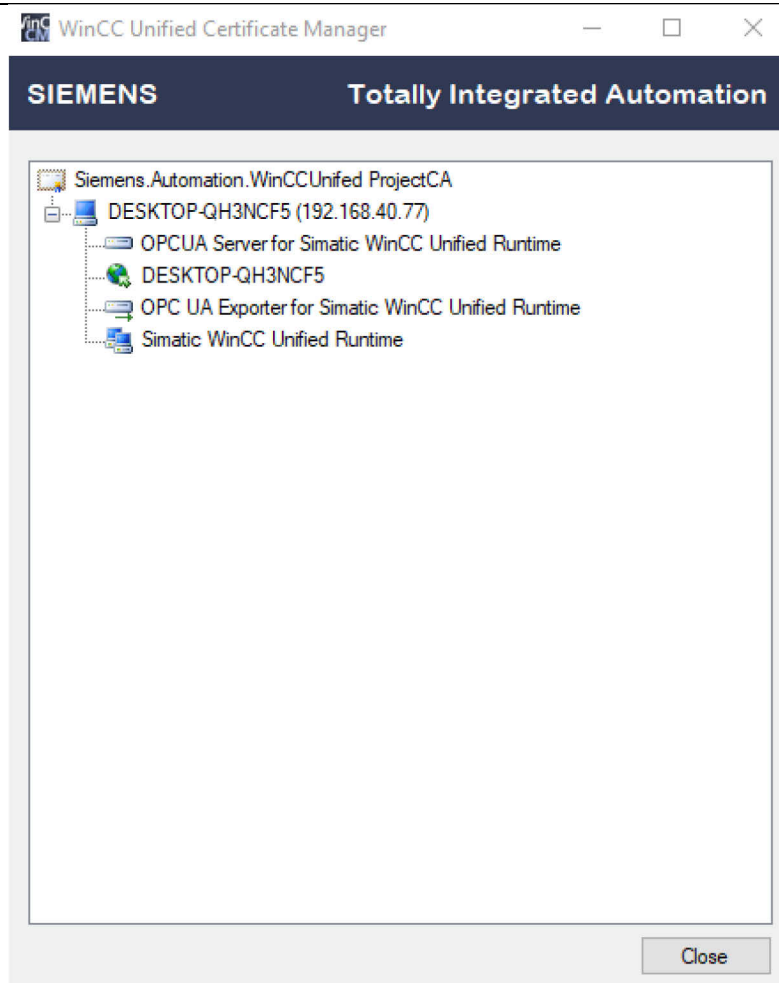 WinCC Unified Certificate Manager
SIEMENS Totally Integrated Automation
Siemens.Automation.WinCCUnifed ProjectCA
DESKTOP-QH3NCF5 (192.168.40.77)
OPCUA Server for Simatic WinCC Unified Runtime
DESKTOP-QH3NCF5
OPC UA Exporter for Simatic WinCC Unified Runtime
Simatic WinCC Unified Runtime
Close